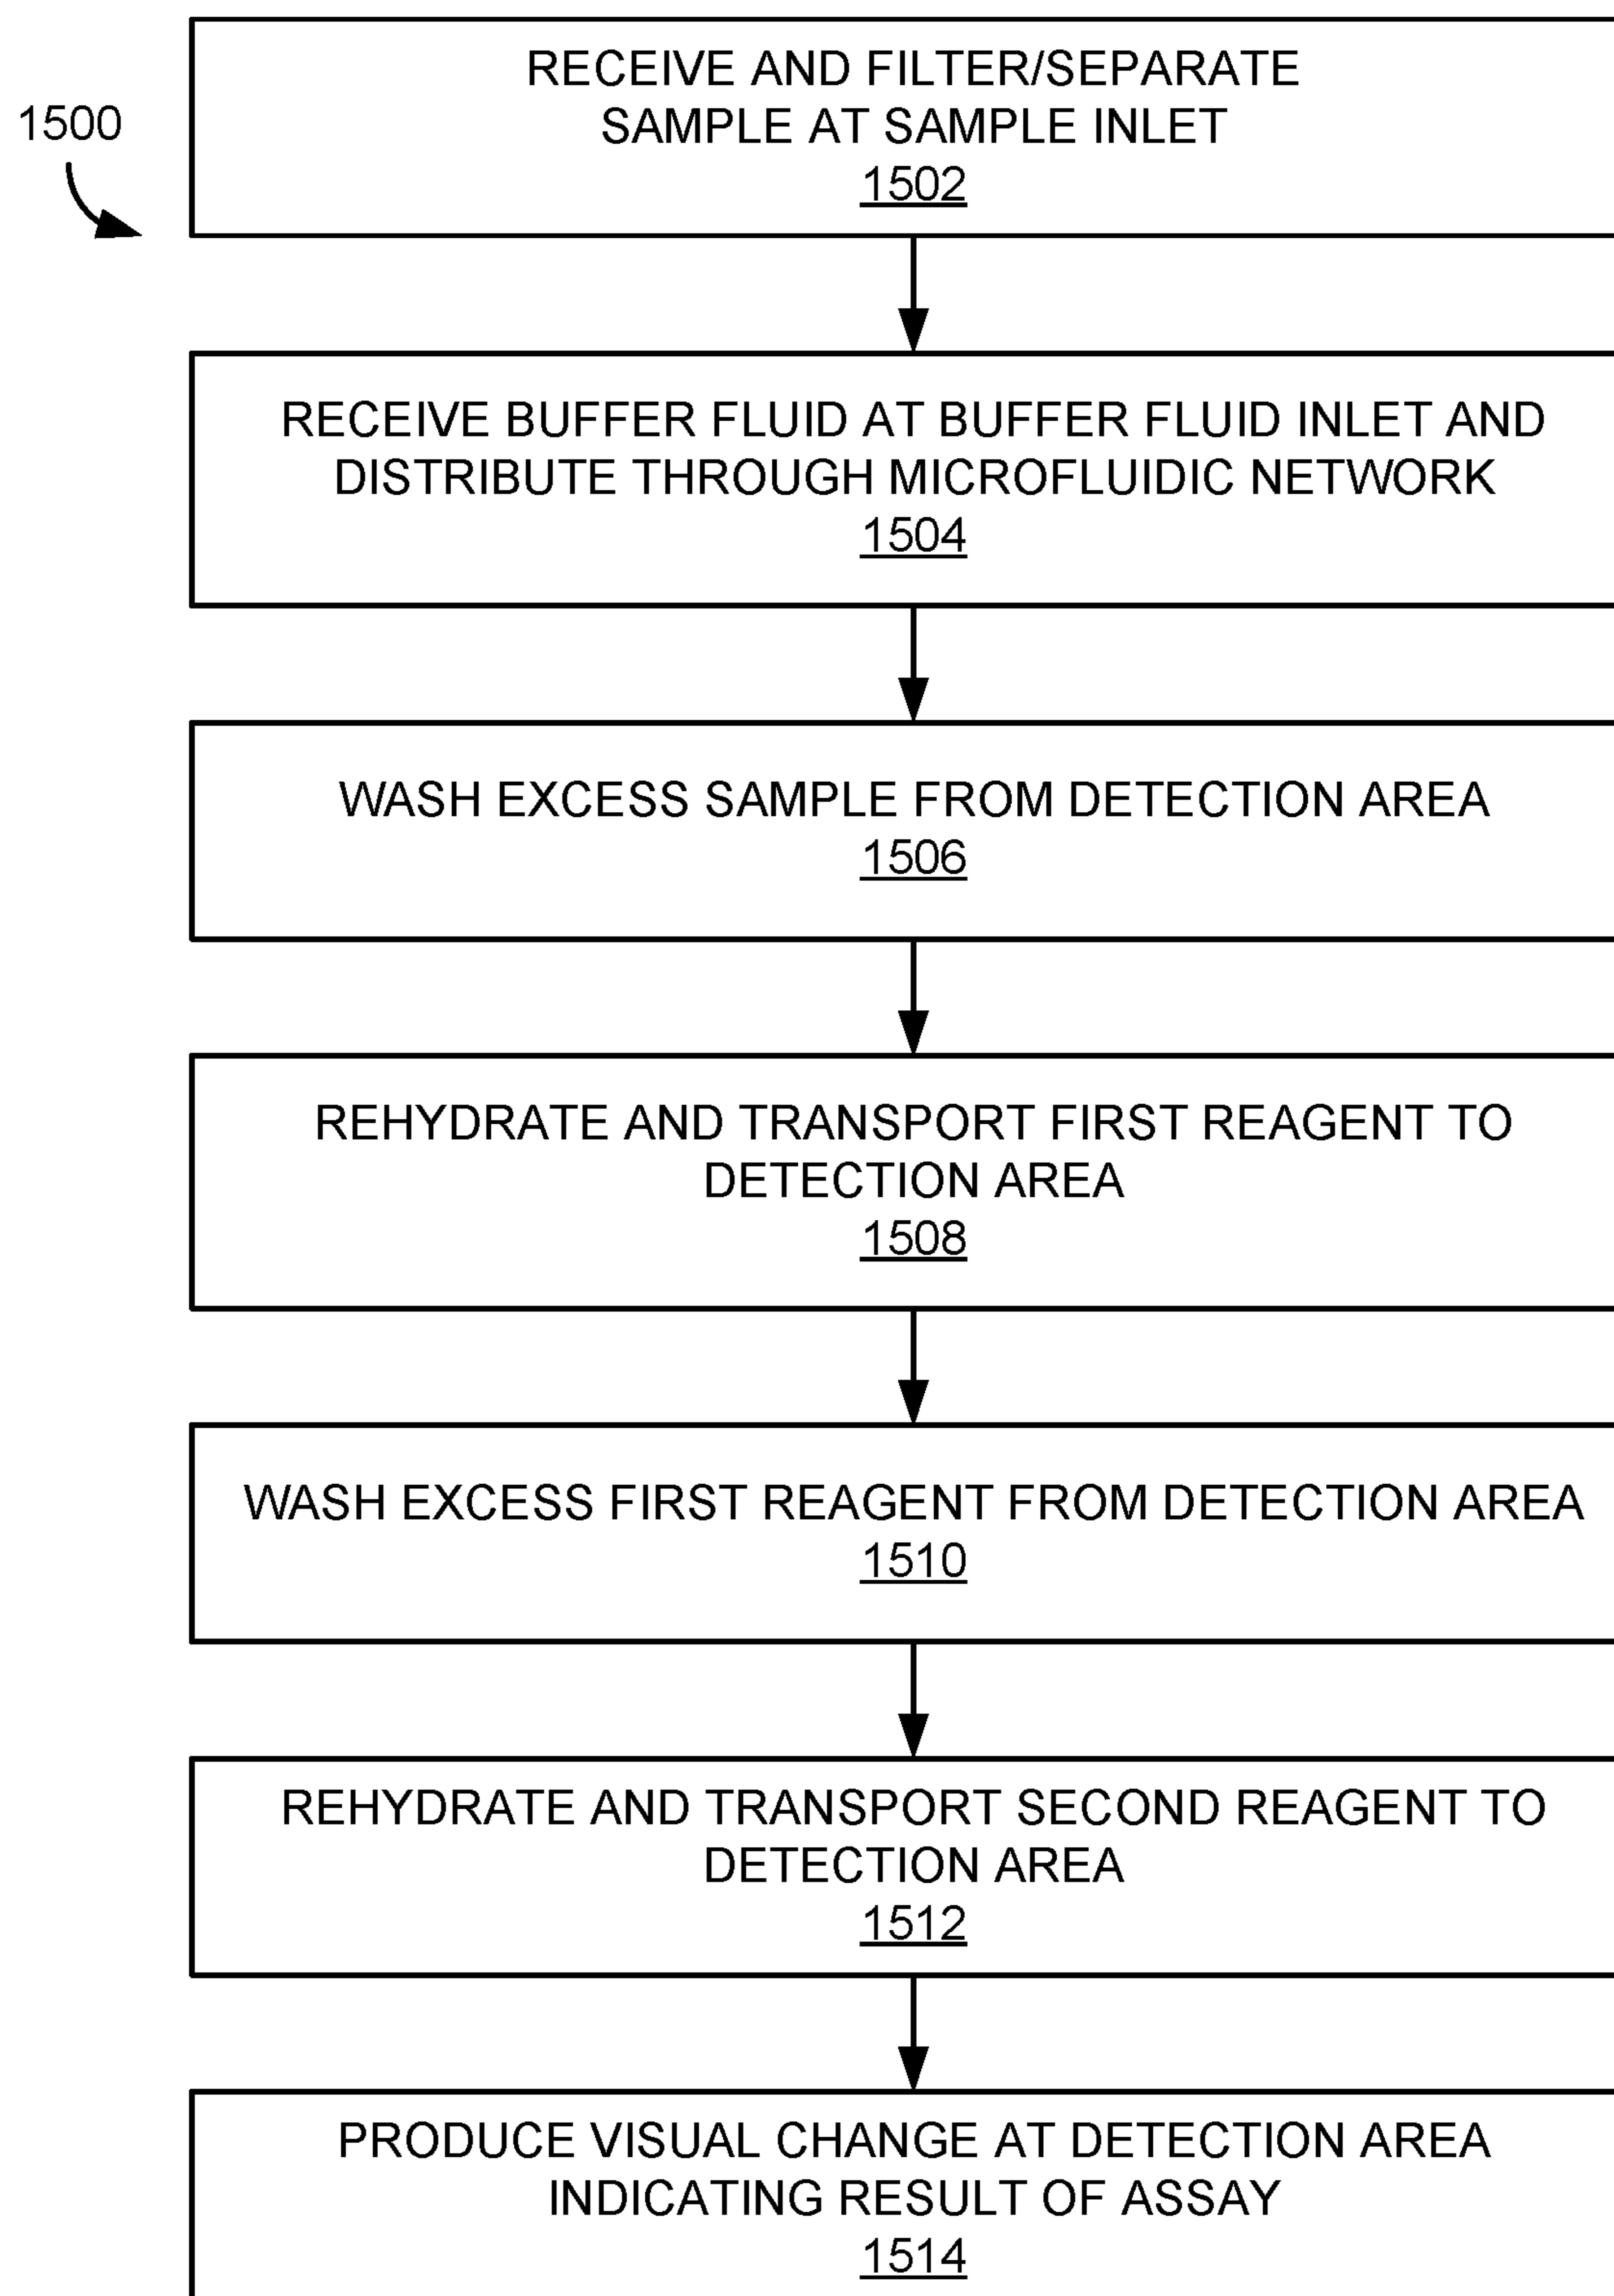 1500
RECEIVE AND FILTER/SEPARATE
SAMPLE AT SAMPLE INLET
1502
RECEIVE BUFFER FLUID AT BUFFER FLUID INLET AND
DISTRIBUTE THROUGH MICROFLUIDIC NETWORK
1504
WASH EXCESS SAMPLE FROM DETECTION AREA
1506
REHYDRATE AND TRANSPORT FIRST REAGENT TO
DETECTION AREA
1508
WASH EXCESS FIRST REAGENT FROM DETECTION AREA
1510
REHYDRATE AND TRANSPORT SECOND REAGENT TO
DETECTION AREA
1512
PRODUCE VISUAL CHANGE AT DETECTION AREA
INDICATING RESULT OF ASSAY
1514